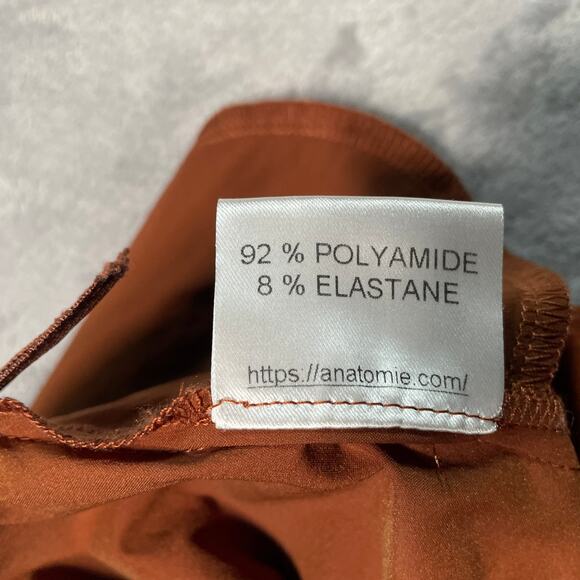 92 % POLYAMIDE
8 % ELASTANE
https://anatomie.com/